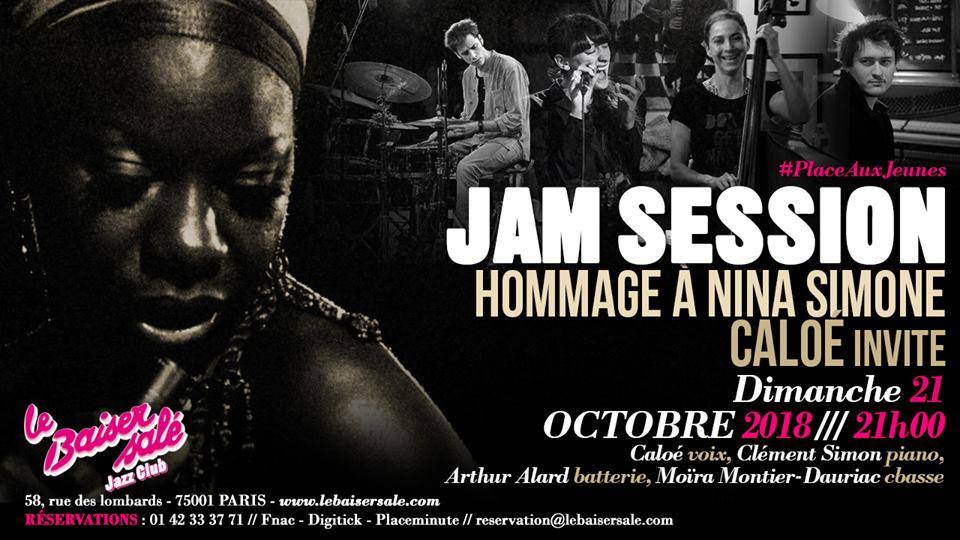 #PlaceAuxJeunes
JAM SESSION
HOMMAGE À NINA SIMONE
CALOÉ INVITE
Dimanche 21
OCTOBRE 2018 /// 21h00
Caloé voix, Clément Simon piano,
Arthur Alard batterie, Moïra Montier-Dauriac cbasse
le
Baiser
salé
Jazz Club
58, rue des lombards - 75001 PARIS - www.lebaisersale.com
RÉSERVATIONS : 01 42 33 37 71 // Fnac - Digitick - Placeminute // reservation@lebaisersale.com